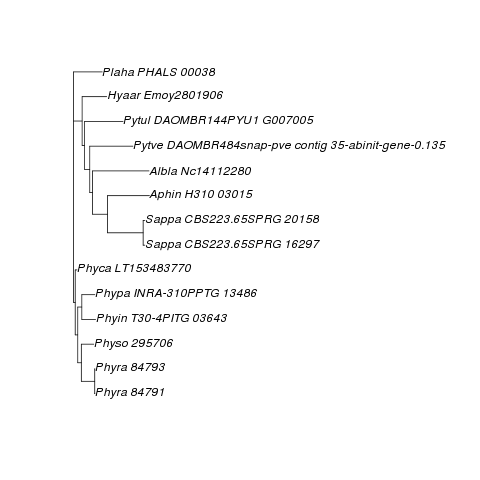 Plaha PHALS 00038
Hyaar Emoy2801906
Pytul DAOMBR144PYU1 G007005
Pytve DAOMBR484snap-pve contig 35-abinit-gene-0.135
Albla Nc14112280
Aphin H310 03015
Sappa CBS223.65SPRG 20158
Sappa CBS223.65SPRG 16297
Phyca LT153483770
Phypa INRA-310PPTG 13486
Phyin T30-4PITG 03643
Physo 295706
Phyra 84793
Phyra 84791